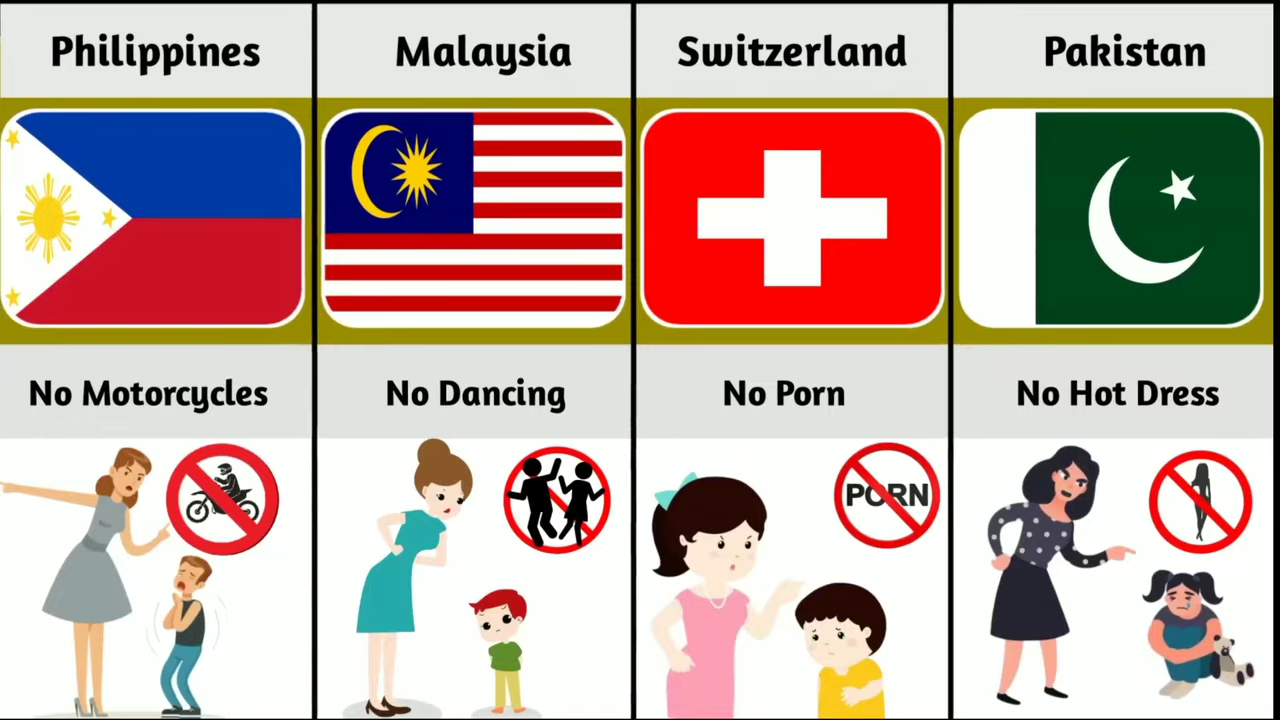 Philippines
Malaysia
Switzerland
Pakistan
No Motorcycles
No Dancing
No Porn
No Hot Dress
PORN